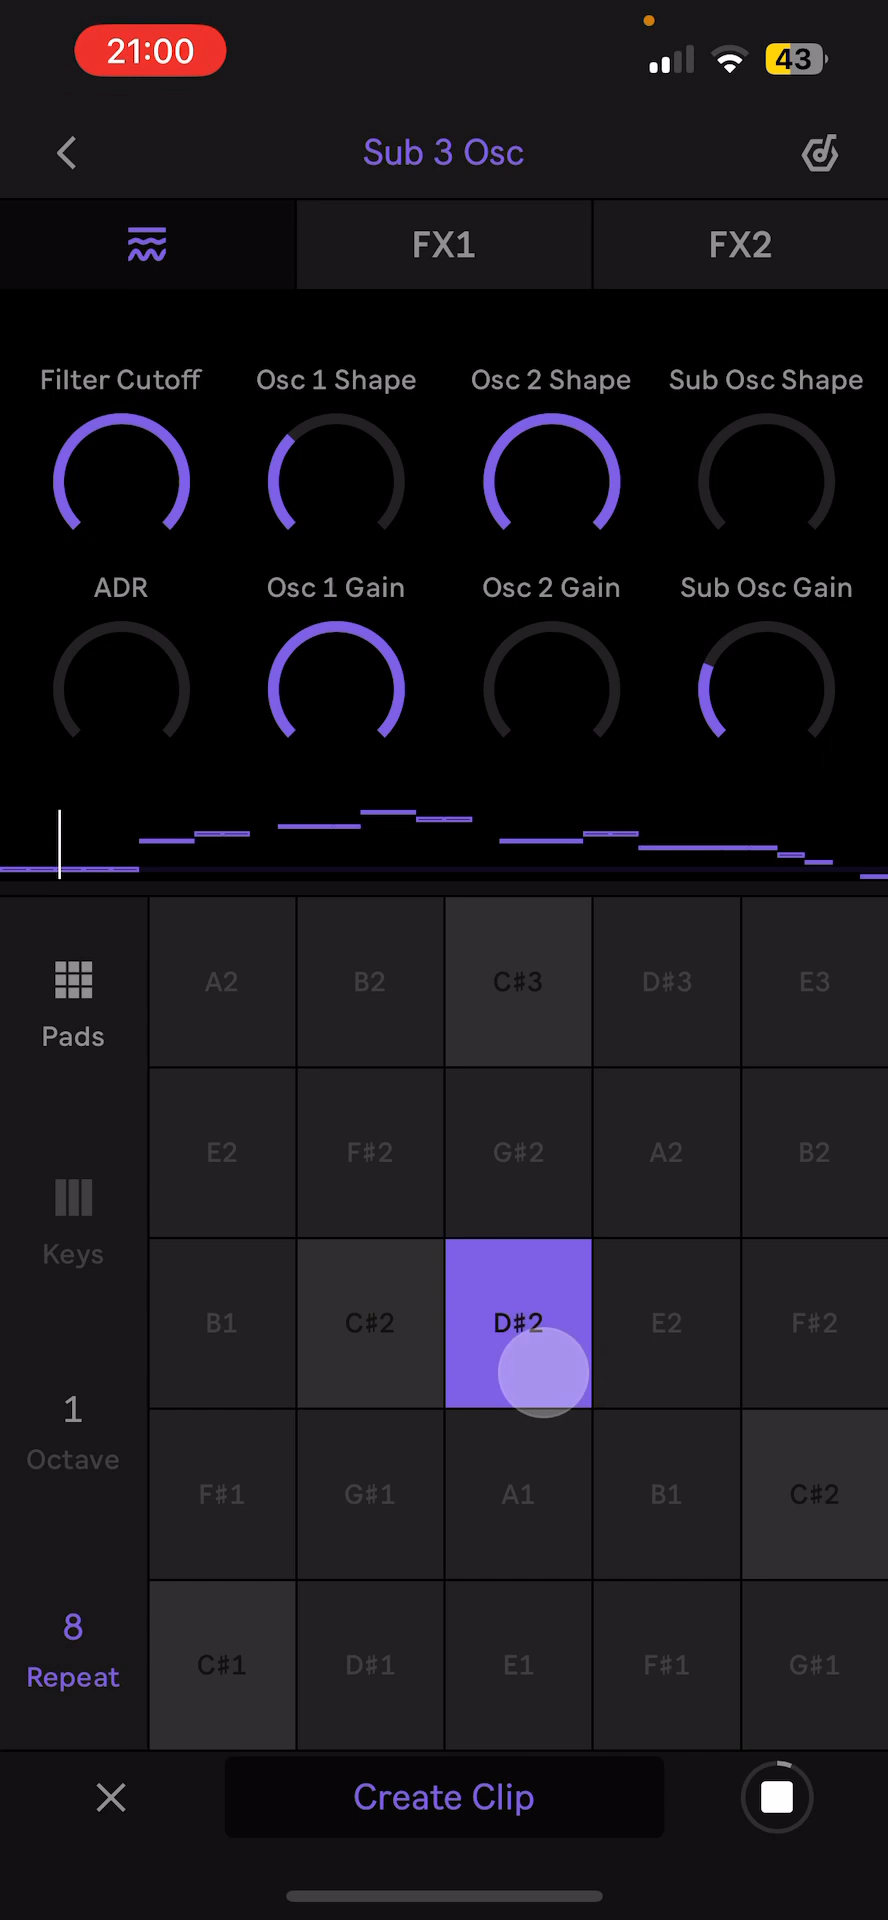 21:00
43
Sub 3 Osc
FX1 FX2
Filter Cutoff Osc 1 Shape Osc 2 Shape Sub Osc Shape
ADR Osc 1 Gain Osc 2 Gain Sub Osc Gain
Pads
A2 B2 C♯3 D♯3 E3
E2 F♯2 G♯2 A2 B2
Keys
B1 C♯2 D♯2 E2 F♯2
1
Octave
F♯1 G♯1 A1 B1 C♯2
8
Repeat
C♯1 D♯1 E1 F♯1 G♯1
Create Clip